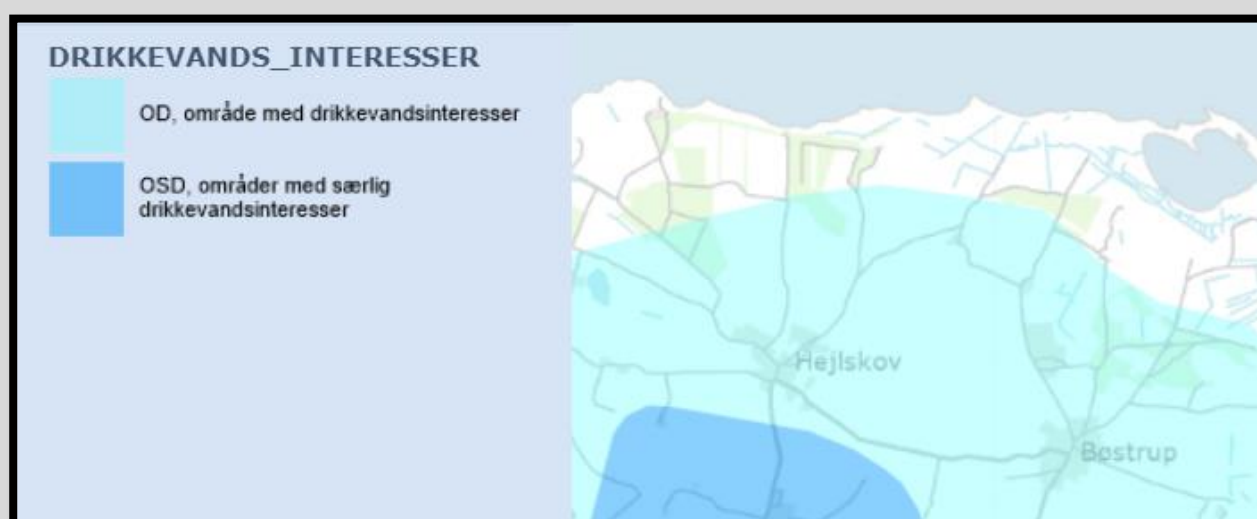 DRIKKEVANDS_INTERESSER
OD, område med drikkevandsinteresser
OSD, områder med særlig
drikkevandsinteresser
Hejlskov
Bøstrup